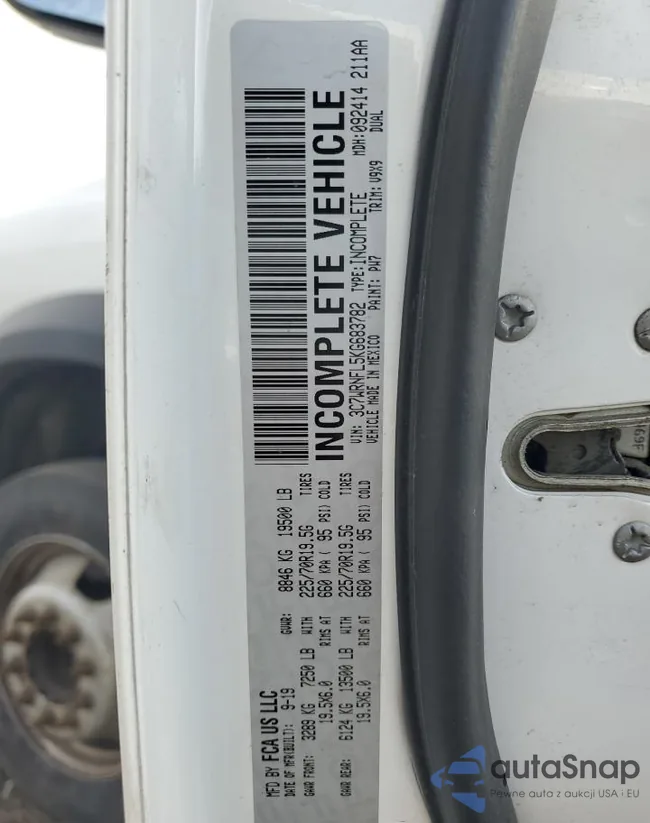 MFD BY FCA US LLC
DATE OF MFR(BUILT): 9-19 GVWR: 8846 KG 19500 LB
GAWR FRONT: 3289 KG 7250 LB WITH 225/70R19.5G TIRES
19.5X6.0 RIMS AT 660 KPA ( 95 PSI) COLD
GAWR REAR: 6124 KG 13500 LB WITH 225/70R19.5G TIRES
19.5X6.0 RIMS AT 660 KPA ( 95 PSI) COLD
INCOMPLETE VEHICLE
VIN: 3C7WRNFL5KG683782 TYPE:INCOMPLETE MDH:092414 211AA
VEHICLE MADE IN MEXICO PAINT: PW7 TRIM: V9X9 DUAL
autaSnap
Pewne auta z aukcji USA i EU